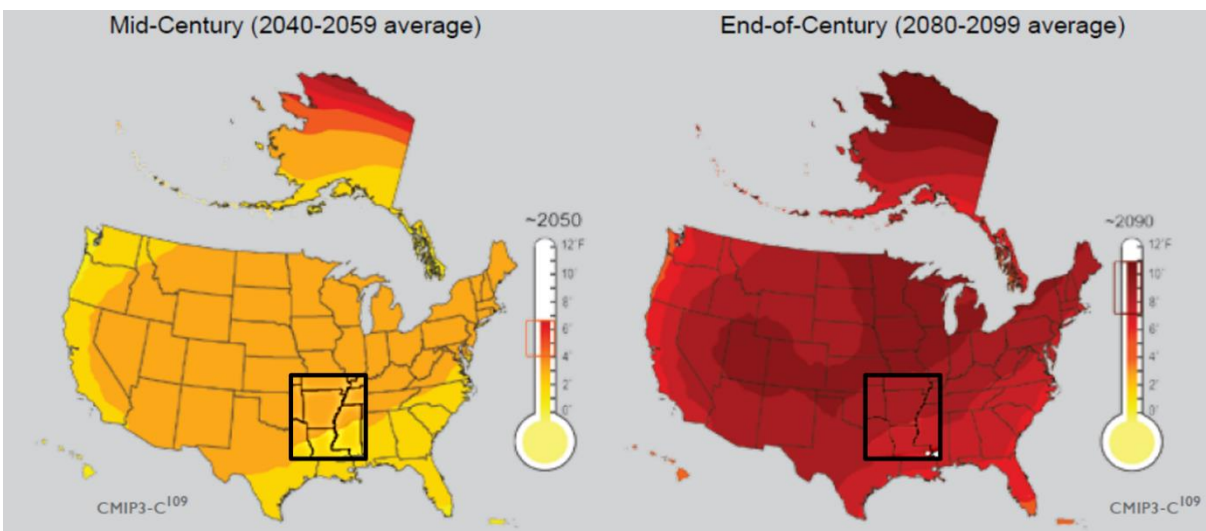 Mid-Century (2040-2059 average)
End-of-Century (2080-2099 average)
~2050
12°F
10°
8°
6°
4°
2°
0°
~2090
12°F
10°
8°
6°
4°
2°
0°
CMIP3-C109
CMIP3-C109